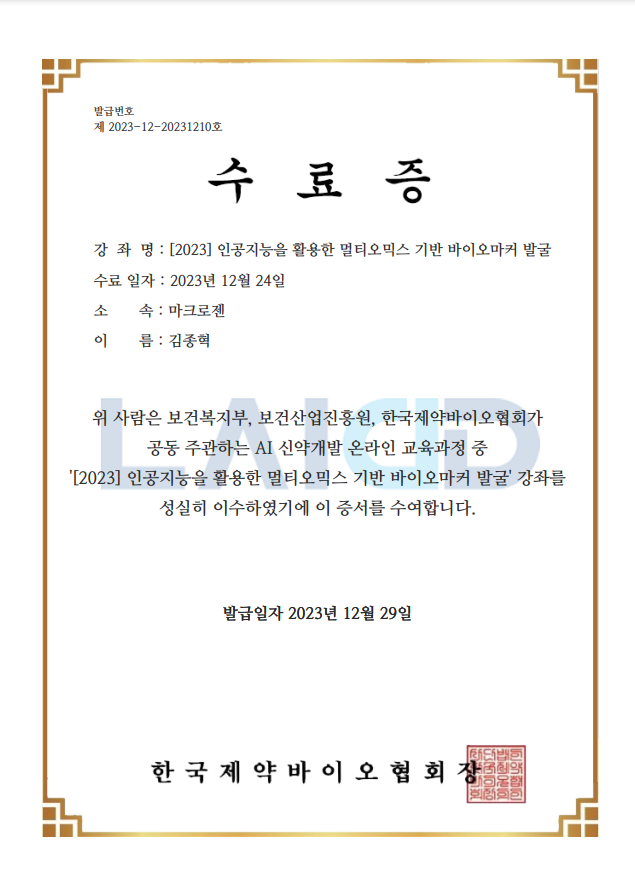 발급번호
제 2023-12-20231210호
수 료 증
강 좌 명 : [2023] 인공지능을 활용한 멀티오믹스 기반 바이오마커 발굴
수료 일자 : 2023년 12월 24일
소 속 : 마크로젠
이 름 : 김종혁
LAIDD
위 사람은 보건복지부, 보건산업진흥원, 한국제약바이오협회가
공동 주관하는 AI 신약개발 온라인 교육과정 중
'[2023] 인공지능을 활용한 멀티오믹스 기반 바이오마커 발굴' 강좌를
성실히 이수하였기에 이 증서를 수여합니다.
발급일자 2023년 12월 29일
한국제약바이오협회장